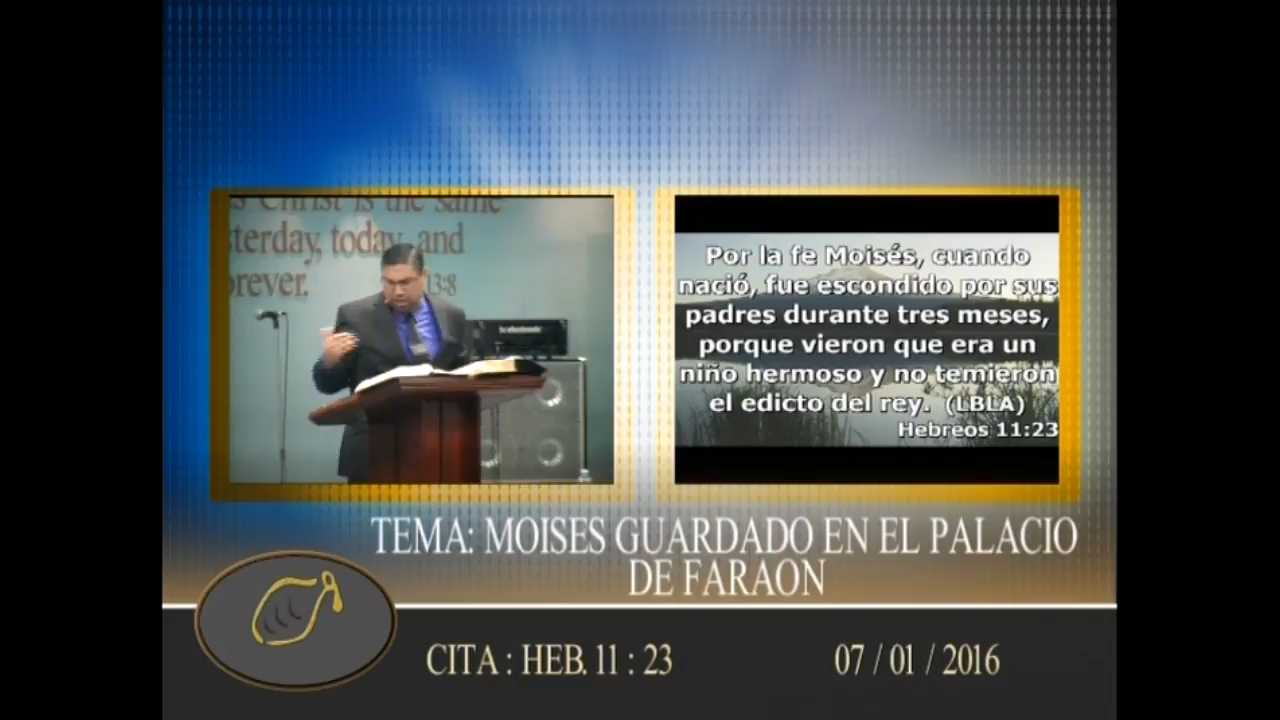 Christ is the same
sterday, today, and
orever.
13:8
Por la fe Moisés, cuando
nació, fue escondido por sus
padres durante tres meses,
porque vieron que era un
niño hermoso y no temieron
el edicto del rey. (LBLA)
Hebreos 11:23
TEMA: MOISES GUARDADO EN EL PALACIO
DE FARAON
CITA : HEB. 11 : 23
07 / 01 / 2016